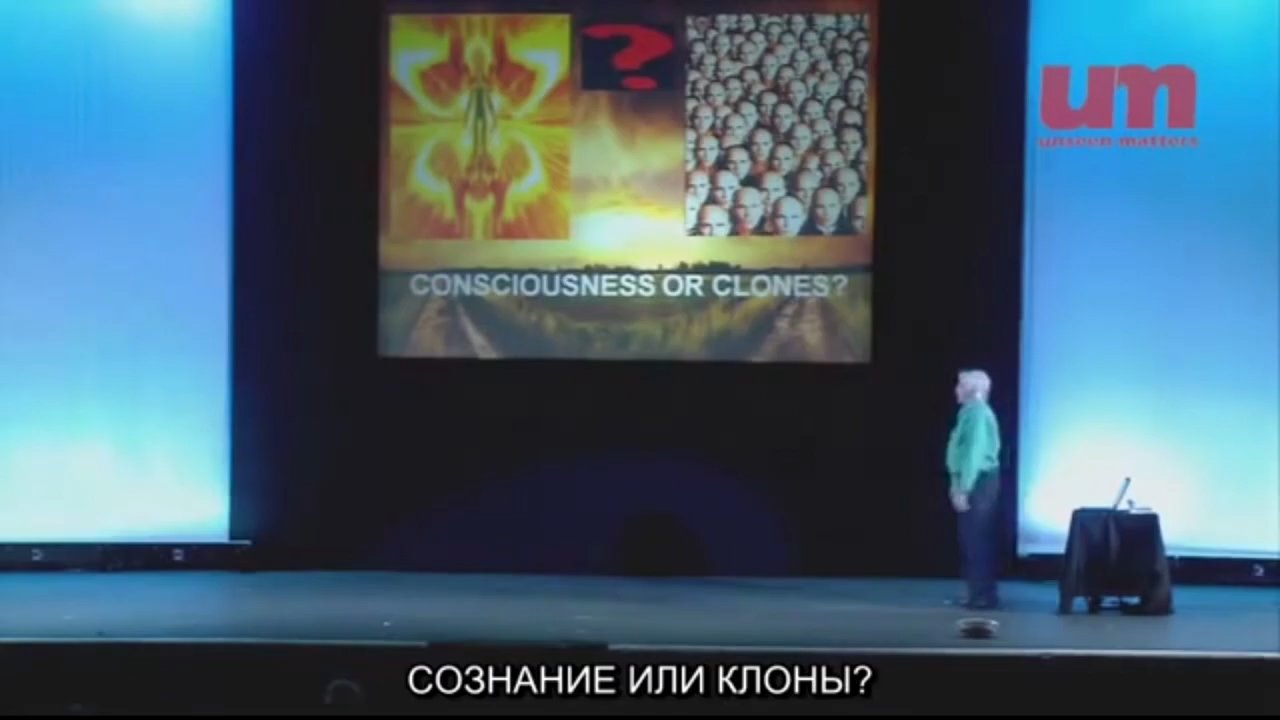 ?
um
unseen matters
CONSCIOUSNESS OR CLONES?
СОЗНАНИЕ ИЛИ КЛОНЫ?